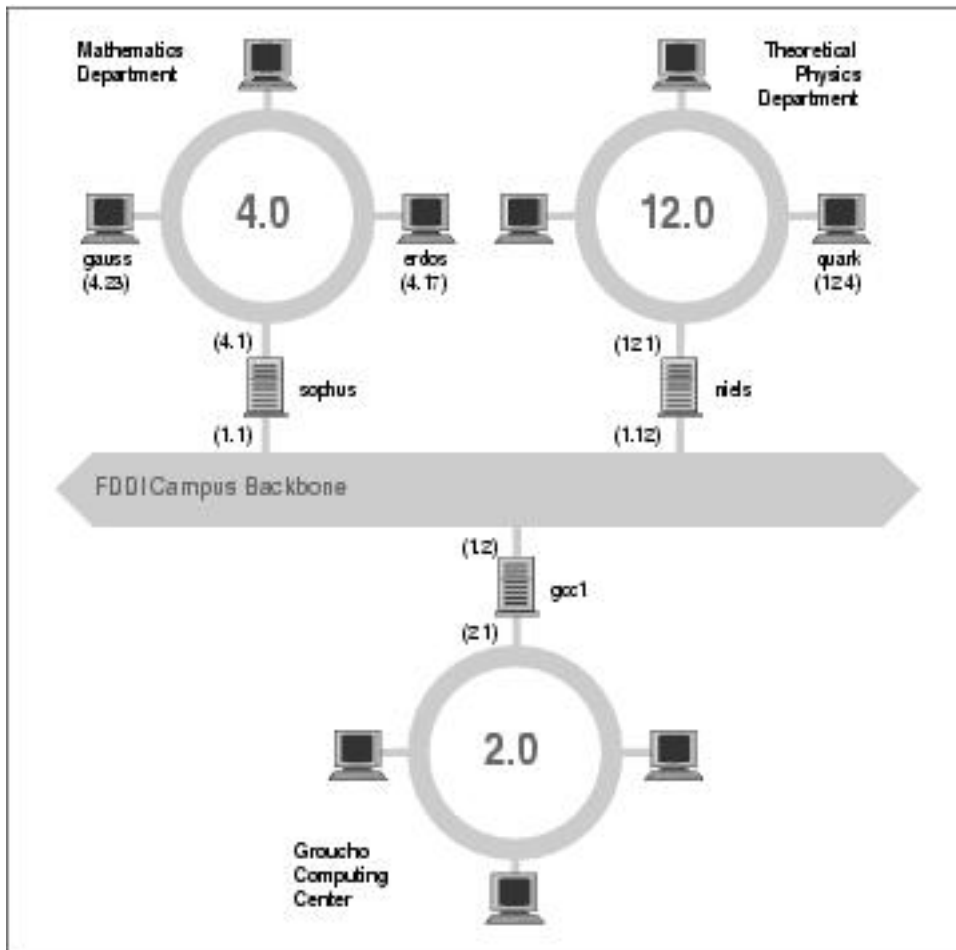 Mathematics
Department
Theoretical
Physics
Department
4.0
12.0
gauss
(4.23)
erdos
(4.17)
quark
(12.4)
(4.1)
sophus
(1.1)
(12.1)
niels
(1.12)
FDDI Campus Backbone
(1.2)
gcc1
(2.1)
2.0
Groucho
Computing
Center